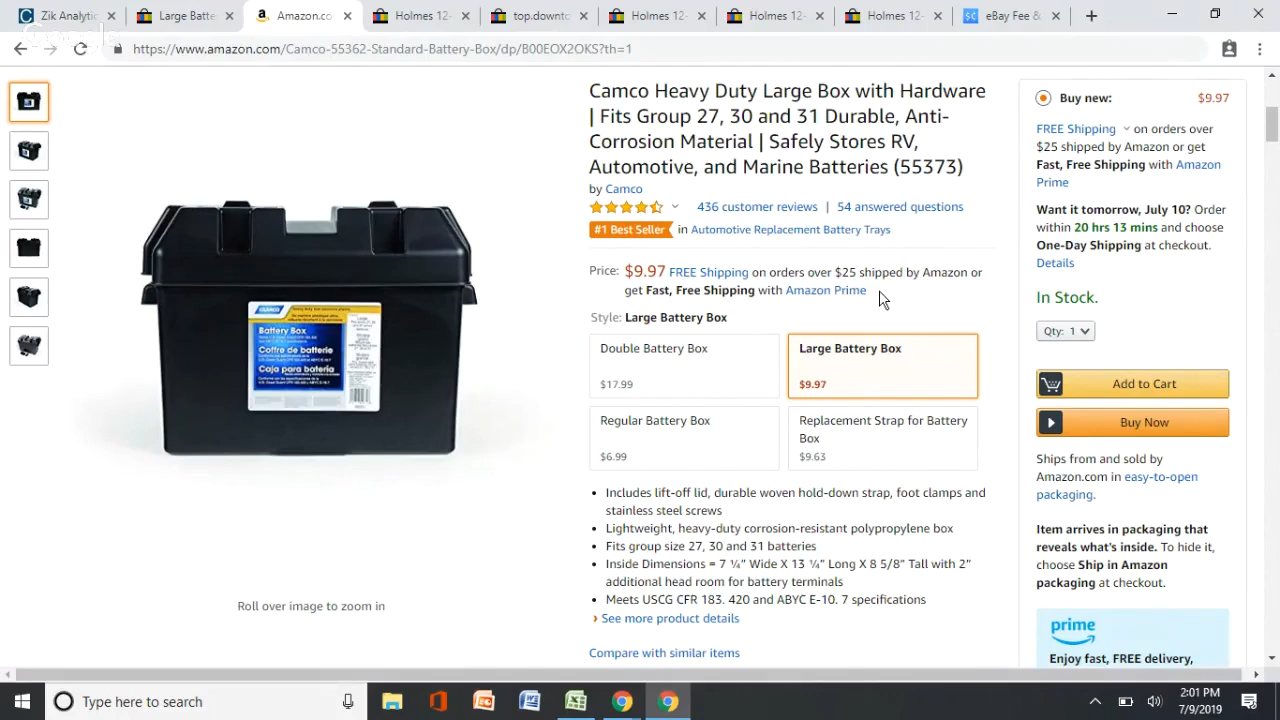 Zik Analytic
Large Batte
Amazon.co
Holmes 12-
top.downto
Holmes 12-
Holmes 12-
Holmes 12-
eBay Fee &
https://www.amazon.com/Camco-55362-Standard-Battery-Box/dp/B00EOX2OKS?th=1
Camco Heavy Duty Large Box with Hardware
| Fits Group 27, 30 and 31 Durable, Anti-
Corrosion Material | Safely Stores RV,
Automotive, and Marine Batteries (55373)
by Camco
436 customer reviews | 54 answered questions
#1 Best Seller in Automotive Replacement Battery Trays
Price: $9.97 FREE Shipping on orders over $25 shipped by Amazon or
get Fast, Free Shipping with Amazon Prime
Style: Large Battery Box
Double Battery Box
$17.99
Large Battery Box
$9.97
Regular Battery Box
$6.99
Replacement Strap for Battery
Box
$9.63
• Includes lift-off lid, durable woven hold-down strap, foot clamps and
stainless steel screws
• Lightweight, heavy-duty corrosion-resistant polypropylene box
• Fits group size 27, 30 and 31 batteries
• Inside Dimensions = 7 ¼" Wide X 13 ¼" Long X 8 5/8" Tall with 2"
additional head room for battery terminals
• Meets USCG CFR 183. 420 and ABYC E-10. 7 specifications
› See more product details
Compare with similar items
CAMCO
Battery Box
Coffre de batterie
Caja para batería
Roll over image to zoom in
Buy new: $9.97
FREE Shipping on orders over
$25 shipped by Amazon or get
Fast, Free Shipping with Amazon
Prime
Want it tomorrow, July 10? Order
within 20 hrs 13 mins and choose
One-Day Shipping at checkout.
Details
In Stock.
Qty: 1
Add to Cart
Buy Now
Ships from and sold by
Amazon.com in easy-to-open
packaging.
Item arrives in packaging that
reveals what's inside. To hide it,
choose Ship in Amazon
packaging at checkout.
prime
Enjoy fast, FREE delivery,
Type here to search
2:01 PM
7/9/2019